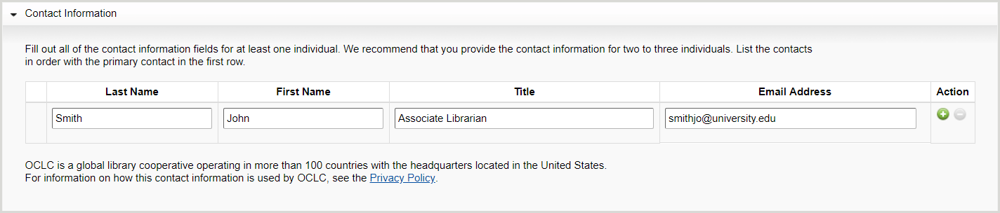 Contact Information
Fill out all of the contact information fields for at least one individual. We recommend that you provide the contact information for two to three individuals. List the contacts
in order with the primary contact in the first row.
Last Name First Name Title Email Address Action
Smith John Associate Librarian smithjo@university.edu
OCLC is a global library cooperative operating in more than 100 countries with the headquarters located in the United States.
For information on how this contact information is used by OCLC, see the Privacy Policy.